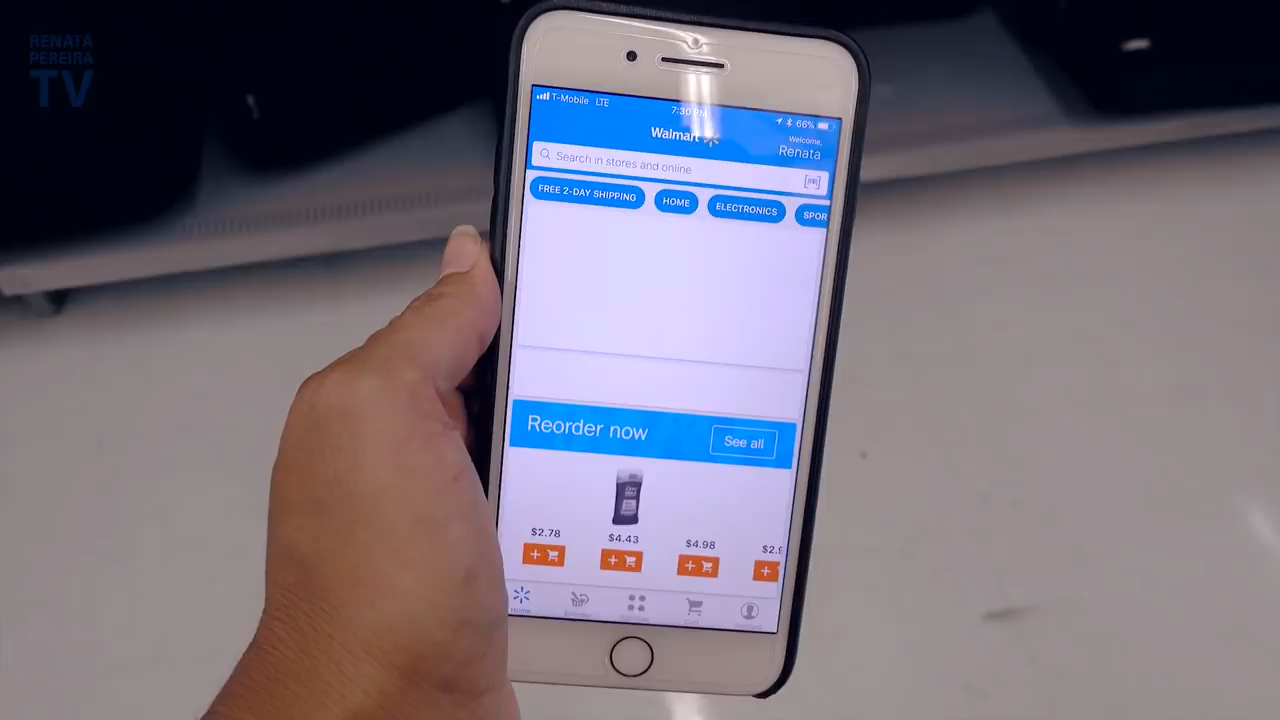 RENATA
PEREIRA
TV
T-Mobile LTE
7:30 PM
66%
Walmart
Welcome,
Renata
Search in stores and online
FREE 2-DAY SHIPPING
HOME
ELECTRONICS
SPOR
Reorder now
See all
$2.78
$4.43
$4.98
$2.9
Home